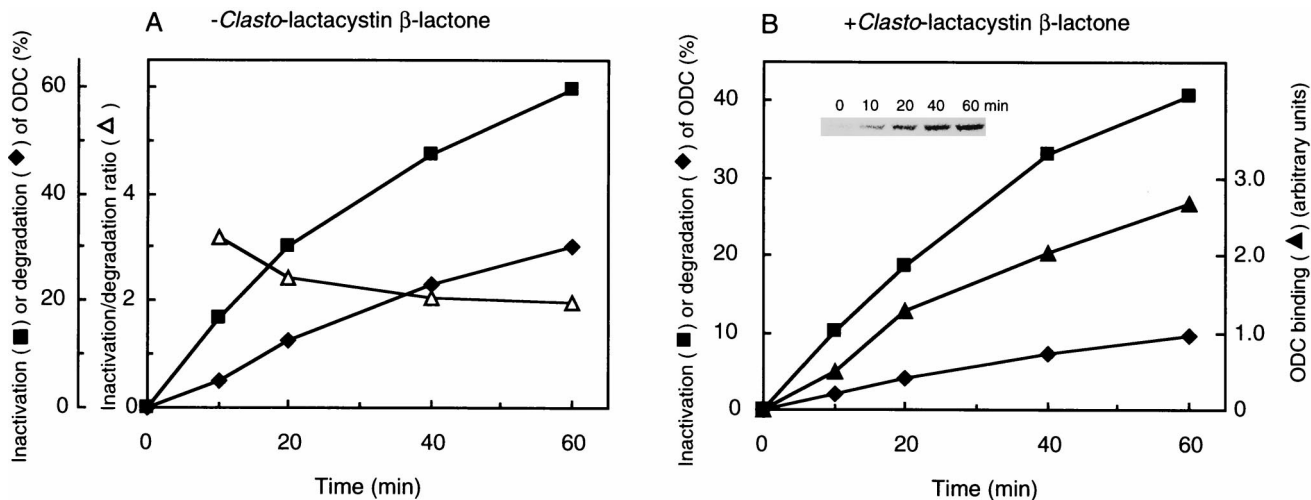 A
-Clasto-lactacystin β-lactone
Inactivation (■) or degradation (◆) of ODC (%)
60
40
20
0
Inactivation/degradation ratio (△)
4
2
0
0 20 40 60
Time (min)
B
+Clasto-lactacystin β-lactone
Inactivation (■) or degradation (◆) of ODC (%)
40
30
20
10
0
0 10 20 40 60 min
3.0
2.0
1.0
0
ODC binding (▲) (arbitrary units)
0 20 40 60
Time (min)